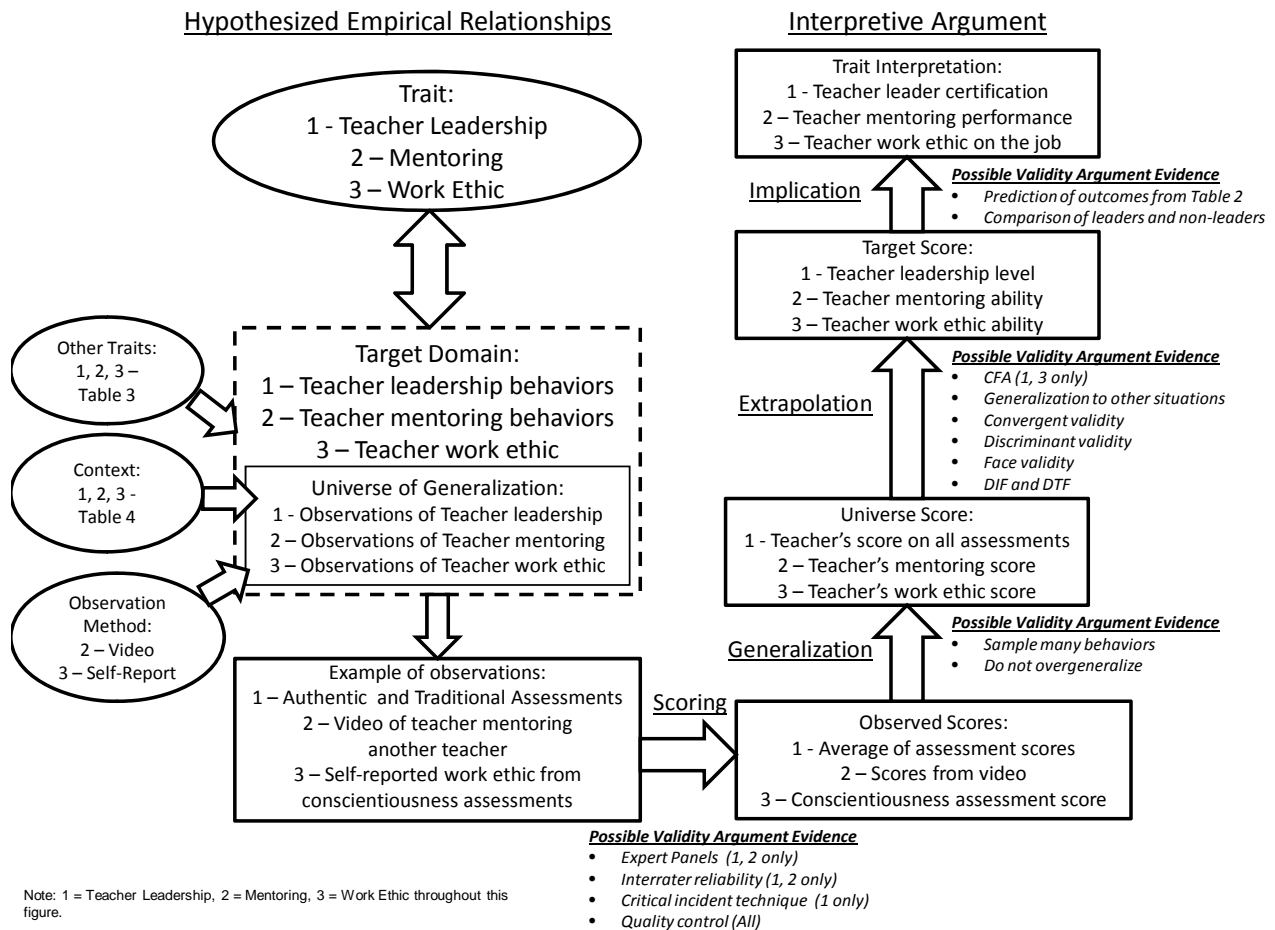 Hypothesized Empirical Relationships
Trait:
1 - Teacher Leadership
2 – Mentoring
3 – Work Ethic
Other Traits:
1, 2, 3 –
Table 3
Context:
1, 2, 3 -
Table 4
Observation
Method:
2 – Video
3 – Self-Report
Target Domain:
1 – Teacher leadership behaviors
2 – Teacher mentoring behaviors
3 – Teacher work ethic
Universe of Generalization:
1 - Observations of Teacher leadership
2 – Observations of Teacher mentoring
3 – Observations of Teacher work ethic
Example of observations:
1 – Authentic and Traditional Assessments
2 – Video of teacher mentoring
another teacher
3 – Self-reported work ethic from
conscientiousness assessments
Scoring
Possible Validity Argument Evidence
• Expert Panels (1, 2 only)
• Interrater reliability (1, 2 only)
• Critical incident technique (1 only)
• Quality control (All)
Interpretive Argument
Trait Interpretation:
1 - Teacher leader certification
2 – Teacher mentoring performance
3 – Teacher work ethic on the job
Implication
Possible Validity Argument Evidence
• Prediction of outcomes from Table 2
• Comparison of leaders and non-leaders
Target Score:
1 - Teacher leadership level
2 – Teacher mentoring ability
3 – Teacher work ethic ability
Extrapolation
Possible Validity Argument Evidence
• CFA (1, 3 only)
• Generalization to other situations
• Convergent validity
• Discriminant validity
• Face validity
• DIF and DTF
Universe Score:
1 - Teacher’s score on all assessments
2 – Teacher’s mentoring score
3 – Teacher’s work ethic score
Generalization
Possible Validity Argument Evidence
• Sample many behaviors
• Do not overgeneralize
Observed Scores:
1 - Average of assessment scores
2 – Scores from video
3 – Conscientiousness assessment score
Note: 1 = Teacher Leadership, 2 = Mentoring, 3 = Work Ethic throughout this
figure.